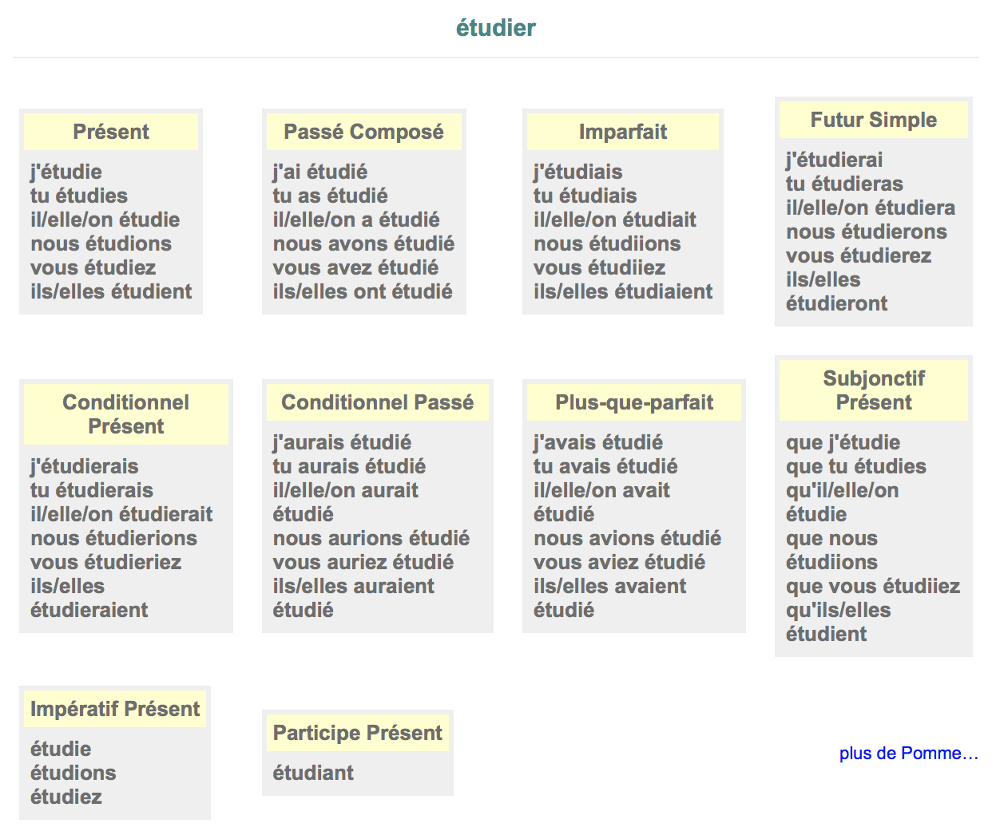 étudier
Présent
j'étudie
tu étudies
il/elle/on étudie
nous étudions
vous étudiez
ils/elles étudient
Passé Composé
j'ai étudié
tu as étudié
il/elle/on a étudié
nous avons étudié
vous avez étudié
ils/elles ont étudié
Imparfait
j'étudiais
tu étudiais
il/elle/on étudiait
nous étudiions
vous étudiiez
ils/elles étudiaient
Futur Simple
j'étudierai
tu étudieras
il/elle/on étudiera
nous étudierons
vous étudierez
ils/elles
étudieront
Conditionnel
Présent
j'étudierais
tu étudierais
il/elle/on étudierait
nous étudierions
vous étudieriez
ils/elles
étudieraient
Conditionnel Passé
j'aurais étudié
tu aurais étudié
il/elle/on aurait
étudié
nous aurions étudié
vous auriez étudié
ils/elles auraient
étudié
Plus-que-parfait
j'avais étudié
tu avais étudié
il/elle/on avait
étudié
nous avions étudié
vous aviez étudié
ils/elles avaient
étudié
Subjonctif
Présent
que j'étudie
que tu étudies
qu'il/elle/on
étudie
que nous
étudiions
que vous étudiiez
qu'ils/elles
étudient
Impératif Présent
étudie
étudions
étudiez
Participe Présent
étudiant
plus de Pomme…